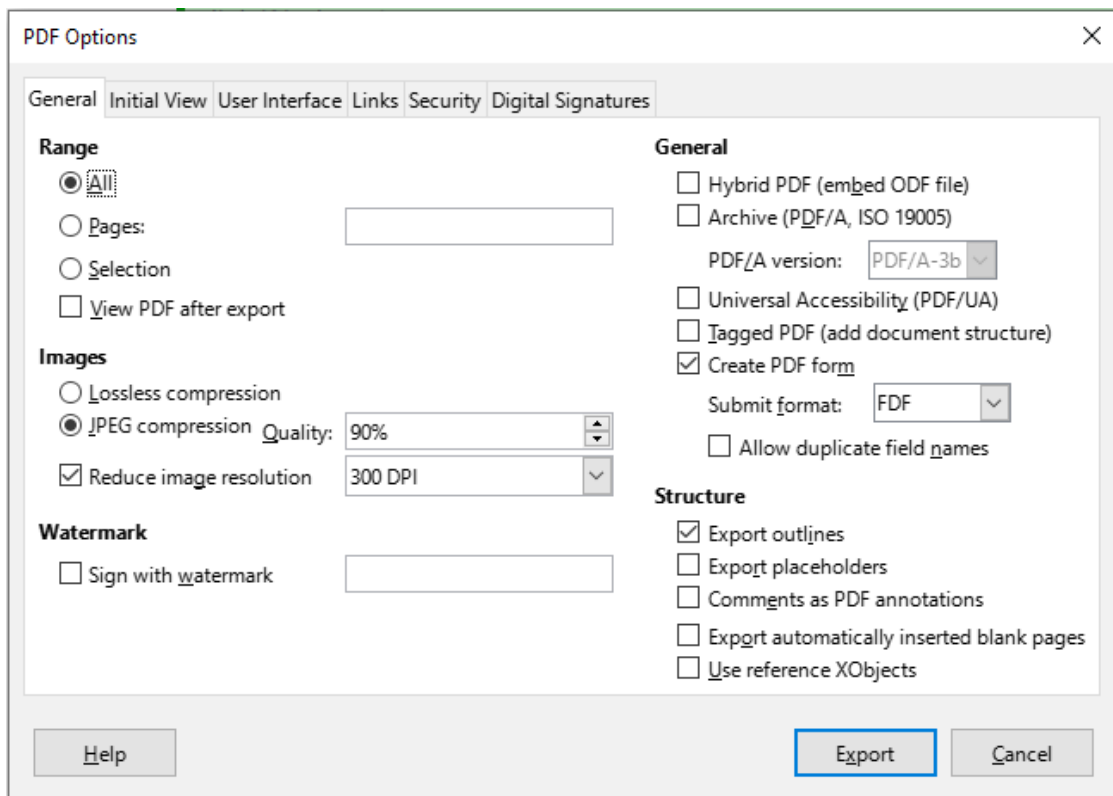 PDF Options
General Initial View User Interface Links Security Digital Signatures
Range
All
Pages:
Selection
View PDF after export
Images
Lossless compression
JPEG compression Quality: 90%
Reduce image resolution 300 DPI
Watermark
Sign with watermark
General
Hybrid PDF (embed ODF file)
Archive (PDF/A, ISO 19005)
PDF/A version: PDF/A-3b
Universal Accessibility (PDF/UA)
Tagged PDF (add document structure)
Create PDF form
Submit format: FDF
Allow duplicate field names
Structure
Export outlines
Export placeholders
Comments as PDF annotations
Export automatically inserted blank pages
Use reference XObjects
Help Export Cancel